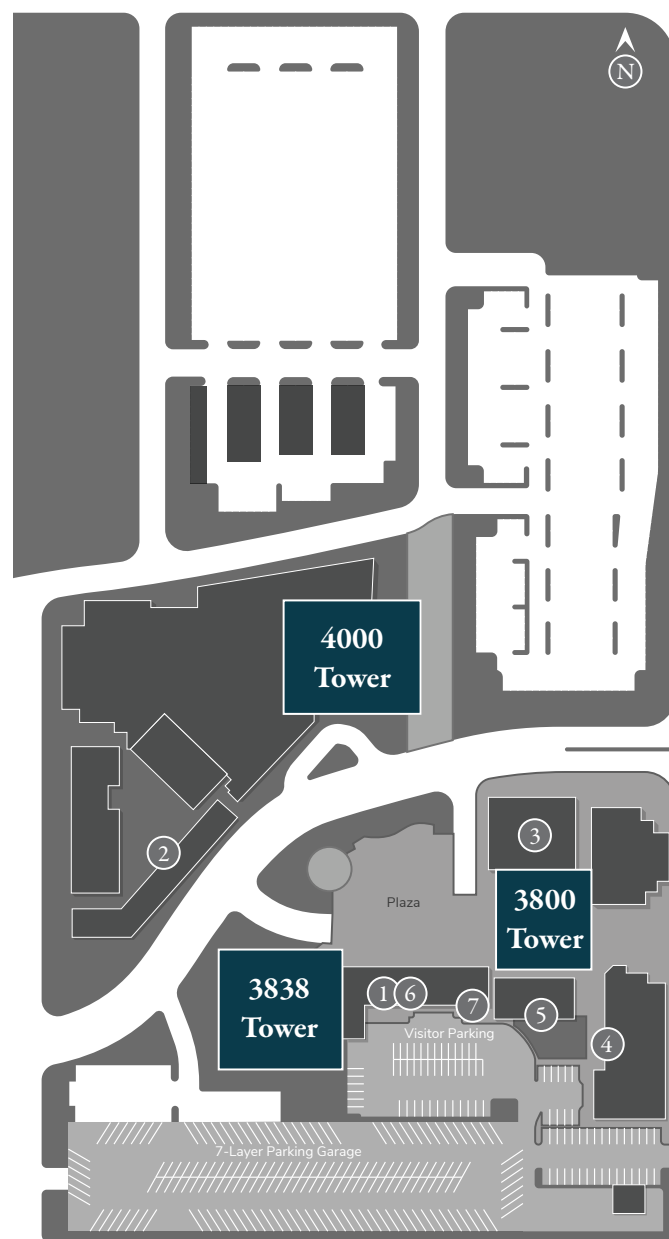 N
4000
Tower
2
3
Plaza
3800
Tower
3838
Tower
1
6
7
5
4
Visitor Parking
7-Layer Parking Garage